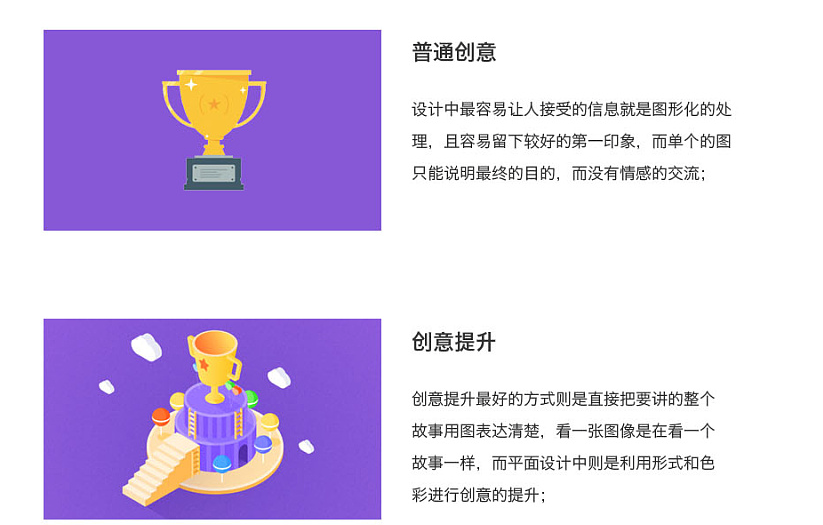 普通创意
设计中最容易让人接受的信息就是图形化的处
理，且容易留下较好的第一印象，而单个的图
只能说明最终的目的，而没有情感的交流；
创意提升
创意提升最好的方式则是直接把要讲的整个
故事用图表达清楚，看一张图像是在看一个
故事一样，而平面设计中则是利用形式和色
彩进行创意的提升；